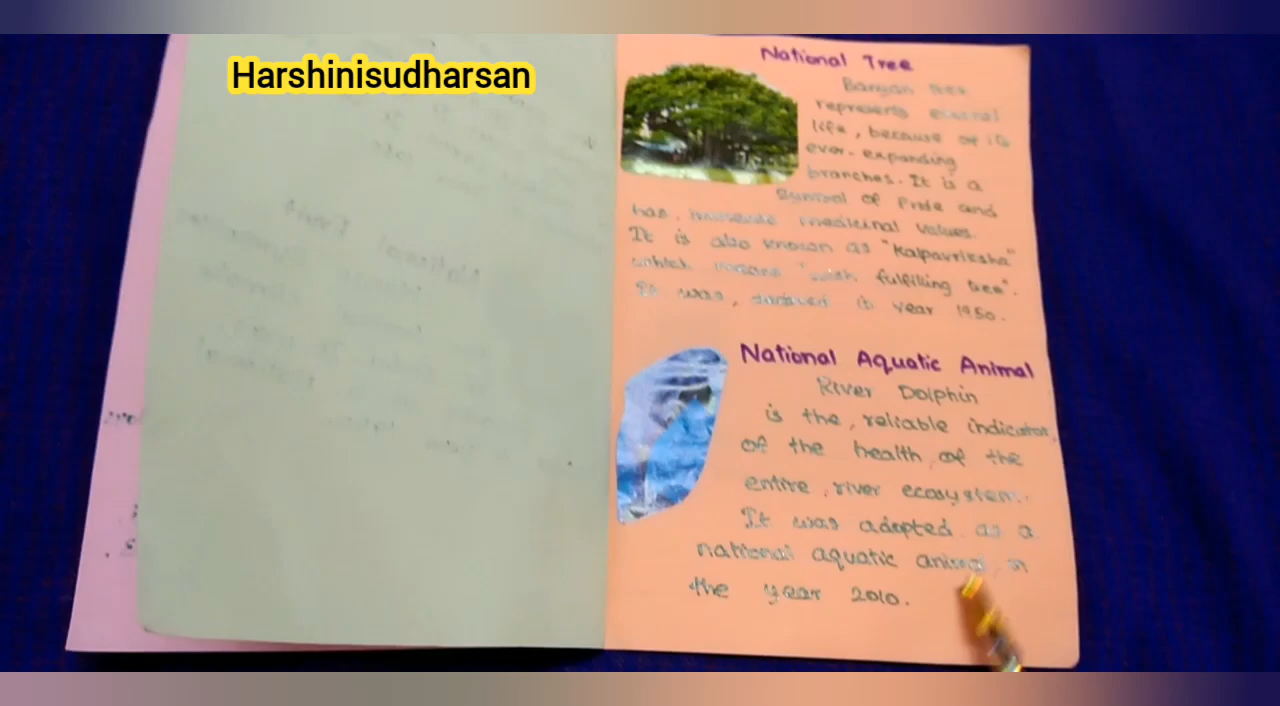 Harshinisudharsan
National Tree
Banyan tree
represents eternal
life, because of its
ever-expanding
branches. It is a
Symbol of Pride and
has, immense medicinal values.
It is also known as "Kalpavriksha"
which means "wish fulfilling tree".
It was, in year 1950.
National Aquatic Animal
River Dolphin
is the, reliable indicator,
of the health, of the
entire, river ecosystem.
It was adopted as a
national aquatic animal, in
the year 2010.